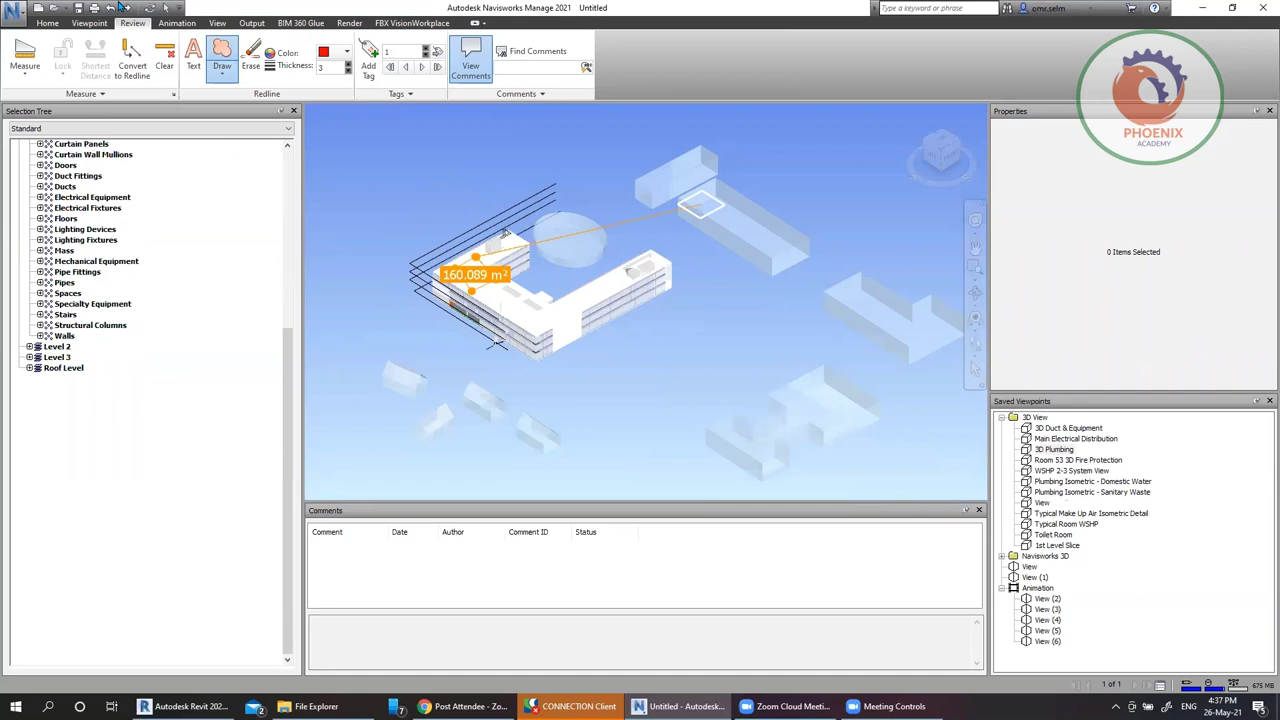 Autodesk Navisworks Manage 2021 Untitled
Type a keyword or phrase
omr.selm
Home Viewpoint Review Animation View Output BIM 360 Glue Render FBX VisionWorkplace
Measure
Lock
Shortest Distance
Convert to Redline
Clear
Text
Draw
Erase
Color:
Thickness: 3
Add Tag
1
View Comments
Find Comments
Measure
Redline
Tags
Comments
PHOENIX
ACADEMY
Selection Tree
Standard
Curtain Panels
Curtain Wall Mullions
Doors
Duct Fittings
Ducts
Electrical Equipment
Electrical Fixtures
Floors
Lighting Devices
Lighting Fixtures
Mass
Mechanical Equipment
Pipe Fittings
Pipes
Spaces
Specialty Equipment
Stairs
Structural Columns
Walls
Level 2
Level 3
Roof Level
160.089 m²
Comments
Comment Date Author Comment ID Status
Properties
0 Items Selected
Saved Viewpoints
3D View
3D Duct & Equipment
Main Electrical Distribution
3D Plumbing
Room 53 3D Fire Protection
WSHP 2-3 System View
Plumbing Isometric - Domestic Water
Plumbing Isometric - Sanitary Waste
View
Typical Make Up Air Isometric Detail
Typical Room WSHP
Toilet Room
1st Level Slice
Navisworks 3D
View
View (1)
Animation
View (2)
View (3)
View (4)
View (5)
View (6)
1 of 1
675 MB
Autodesk Revit 202...
2
File Explorer
7
Post Attendee - Zo...
CONNECTION Client
Untitled - Autodesk...
Zoom Cloud Meeti...
Meeting Controls
4:37 PM
26-May-21